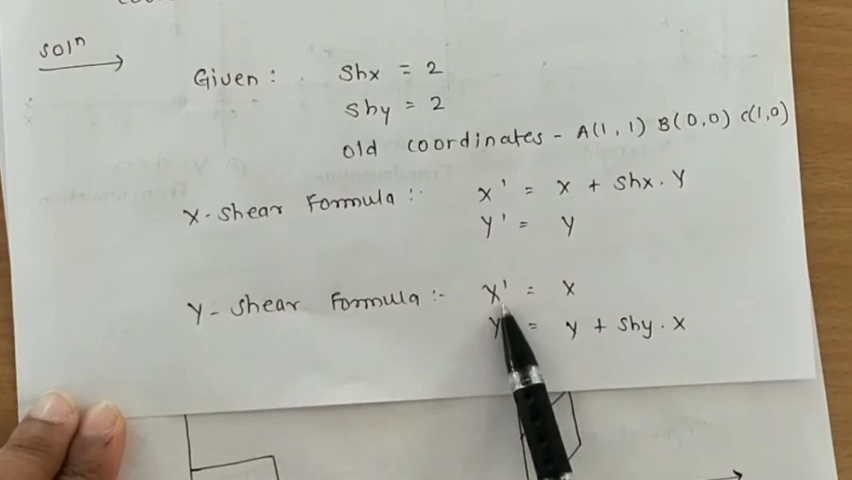 Solⁿ
Given : Shx = 2
Shy = 2
old coordinates - A(1, 1) B(0,0) C(1,0)
X-shear Formula :- x' = x + Shx. y
y' = y
Y-shear Formula :- x' = x
y = y + Shy. x